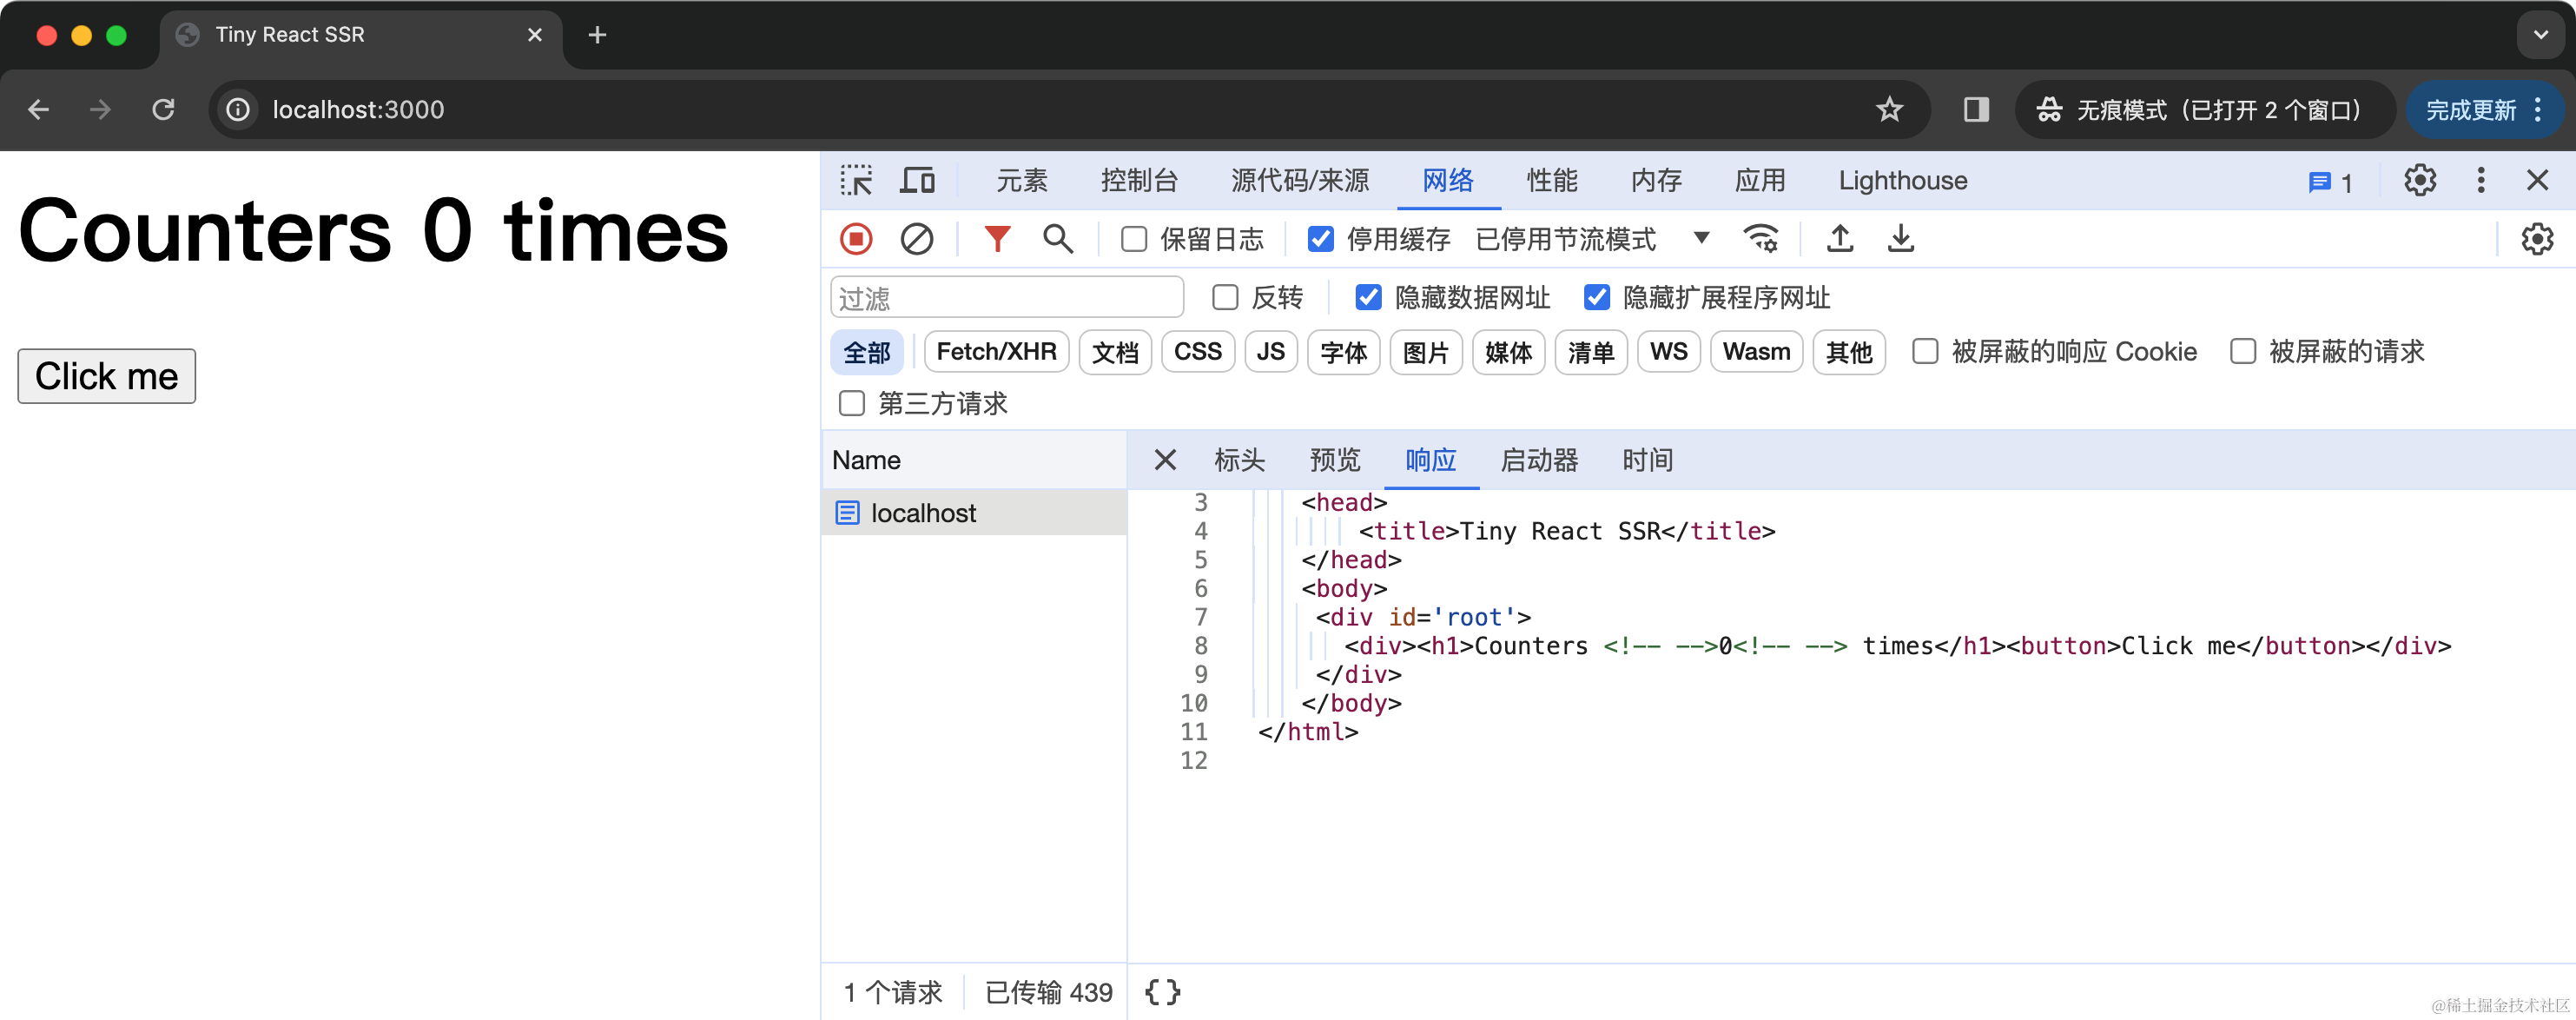 Tiny React SSR
localhost:3000
无痕模式（已打开 2 个窗口）
完成更新
Counters 0 times
Click me
元素 控制台 源代码/来源 网络 性能 内存 应用 Lighthouse 1
保留日志 停用缓存 已停用节流模式
过滤 反转 隐藏数据网址 隐藏扩展程序网址
全部 Fetch/XHR 文档 CSS JS 字体 图片 媒体 清单 WS Wasm 其他 被屏蔽的响应 Cookie 被屏蔽的请求
第三方请求
Name
标头 预览 响应 启动器 时间
localhost
3 <head>
4 <title>Tiny React SSR</title>
5 </head>
6 <body>
7 <div id='root'>
8 <div><h1>Counters <!-- -->0<!-- --> times</h1><button>Click me</button></div>
9 </div>
10 </body>
11 </html>
12
1 个请求 已传输 439 {}
@稀土掘金技术社区